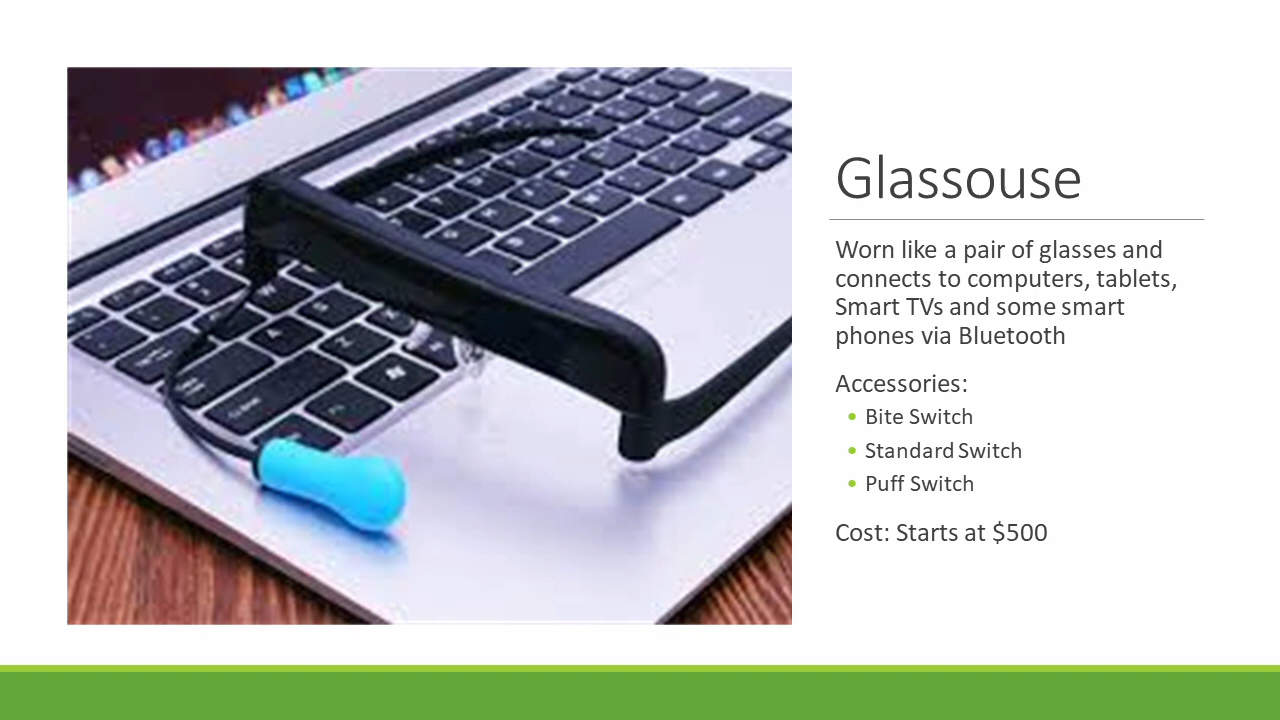 Glassouse
Worn like a pair of glasses and
connects to computers, tablets,
Smart TVs and some smart
phones via Bluetooth
Accessories:
• Bite Switch
• Standard Switch
• Puff Switch
Cost: Starts at $500